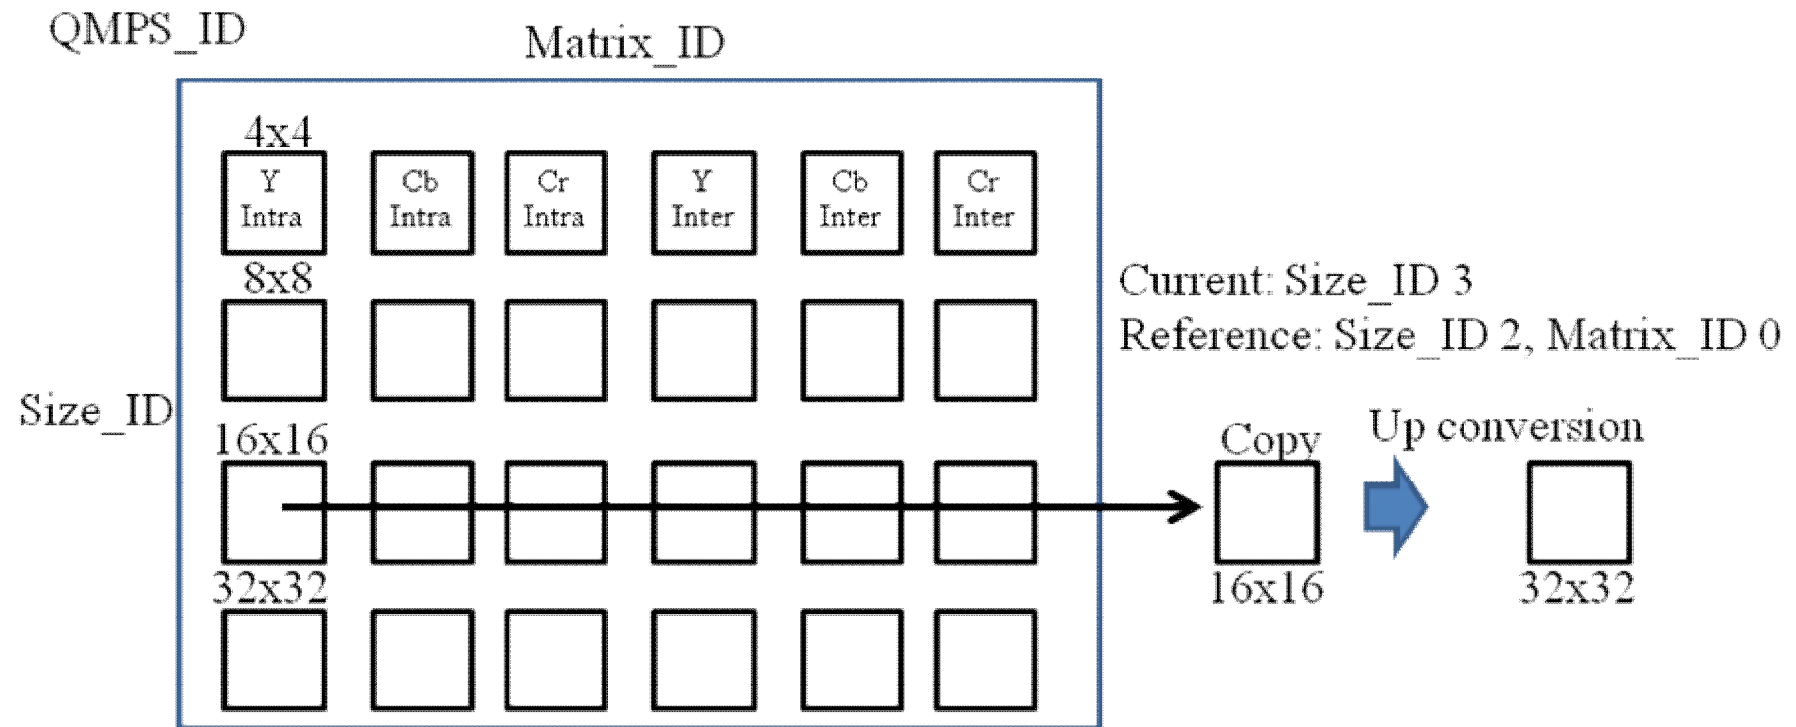 QMPS_ID
Matrix_ID
4x4
Y Intra
Cb Intra
Cr Intra
Y Inter
Cb Inter
Cr Inter
8x8
Current: Size_ID 3
Reference: Size_ID 2, Matrix_ID 0
Size_ID
16x16
Copy
Up conversion
32x32
16x16
32x32